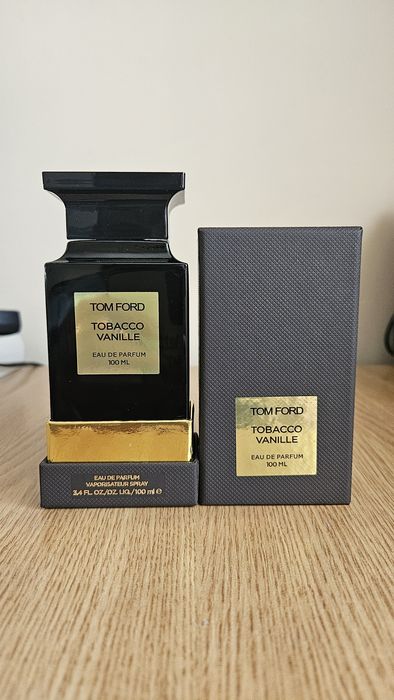 TOM FORD
TOBACCO
VANILLE
EAU DE PARFUM
100 ML
EAU DE PARFUM
VAPORISATEUR SPRAY
3,4 FL. OZ./OZ. LIQ./100 ml e
TOM FORD
TOBACCO
VANILLE
EAU DE PARFUM
100 ML